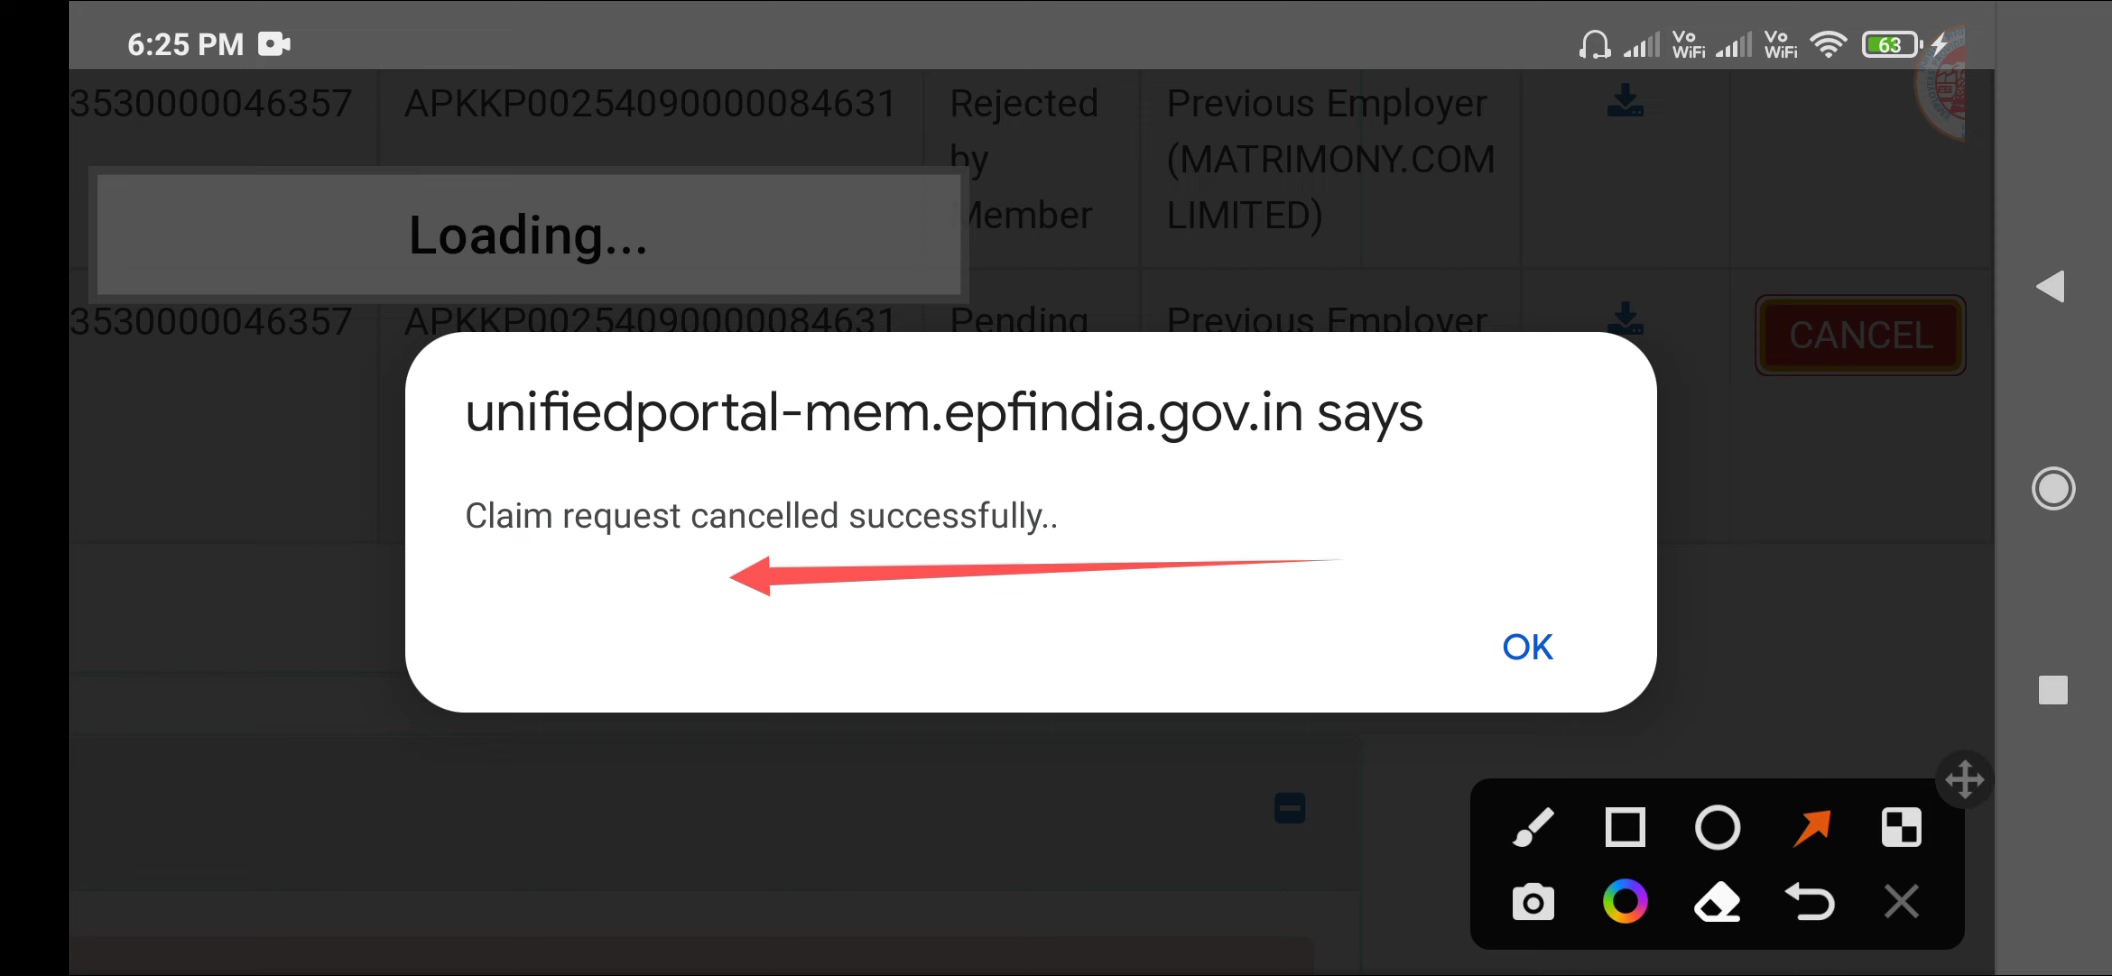 6:25 PM
Vo WiFi Vo WiFi 63
3530000046357 APKKP00254090000084631 Rejected by Member Previous Employer (MATRIMONY.COM LIMITED)
Loading...
3530000046357 APKKP00254090000084631 Pending Previous Employer CANCEL
unifiedportal-mem.epfindia.gov.in says
Claim request cancelled successfully..
OK